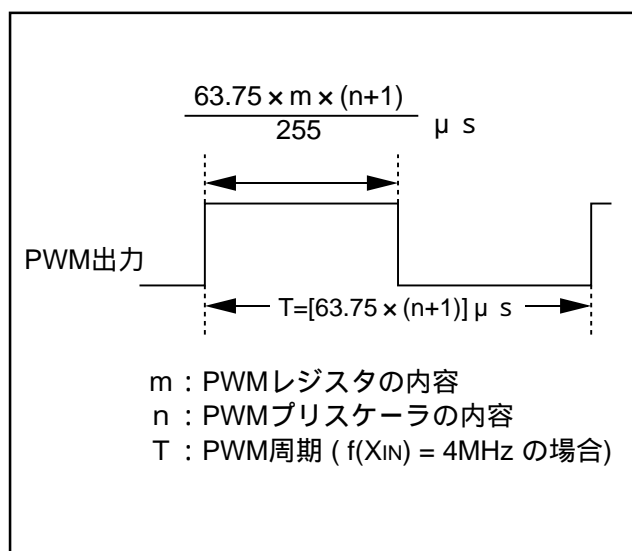 63.75 × m × (n+1)
255
μ s
PWM出力
T=[63.75 × (n+1)] μ s
m : PWMレジスタの内容
n : PWMプリスケーラの内容
T : PWM周期 ( f(XIN) = 4MHz の場合)